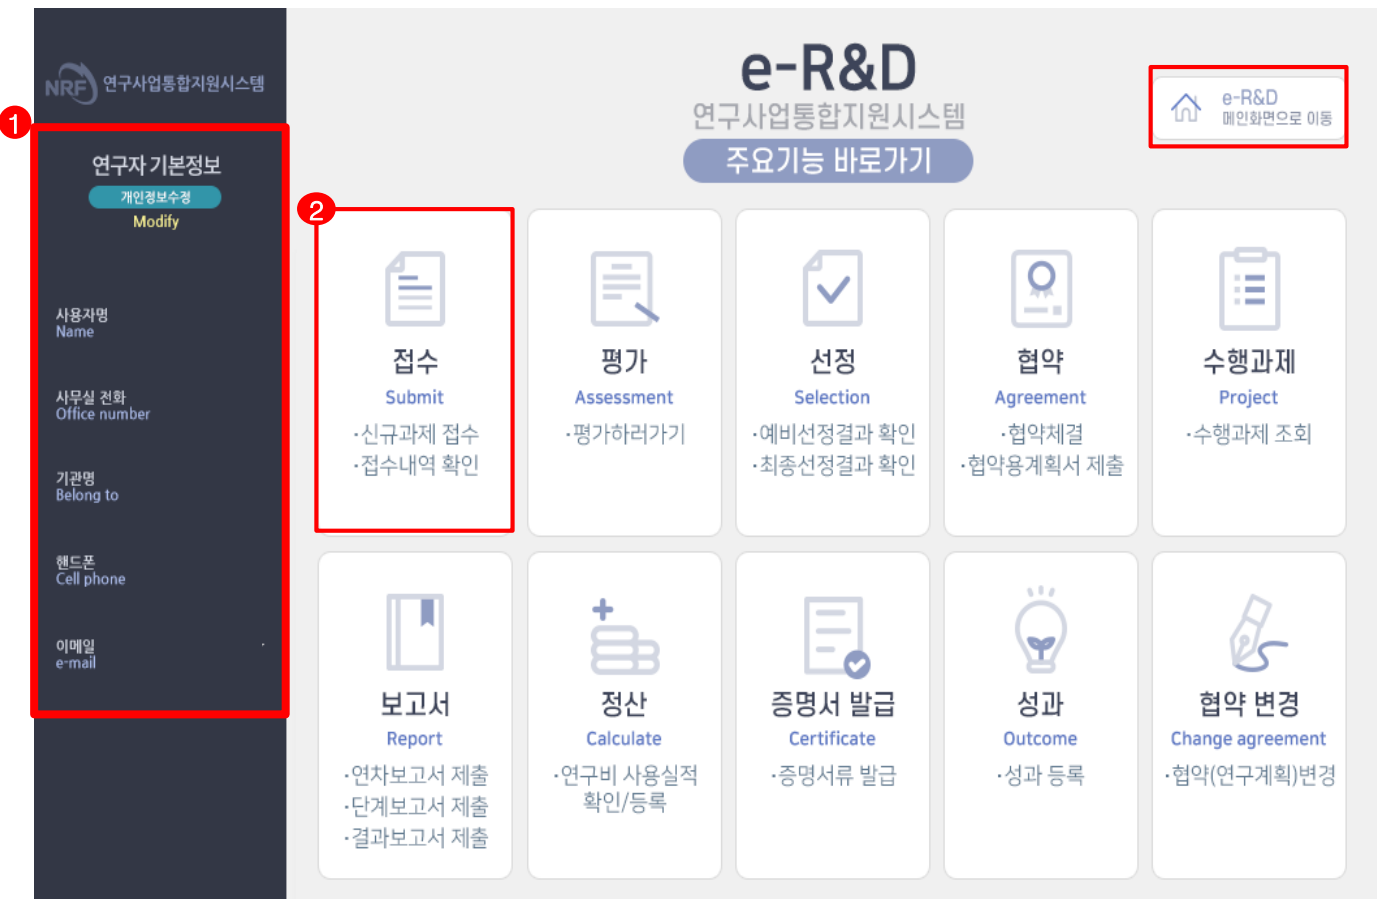 NRF 연구사업통합지원시스템
1
연구자 기본정보
개인정보수정
Modify
사용자명
Name
사무실 전화
Office number
기관명
Belong to
핸드폰
Cell phone
이메일
e-mail
e-R&D
연구사업통합지원시스템
주요기능 바로가기
e-R&D
메인화면으로 이동
2
접수
Submit
·신규과제 접수
·접수내역 확인
평가
Assessment
·평가하러가기
선정
Selection
·예비선정결과 확인
·최종선정결과 확인
협약
Agreement
·협약체결
·협약용계획서 제출
수행과제
Project
·수행과제 조회
보고서
Report
·연차보고서 제출
·단계보고서 제출
·결과보고서 제출
정산
Calculate
·연구비 사용실적
확인/등록
증명서 발급
Certificate
·증명서류 발급
성과
Outcome
·성과 등록
협약 변경
Change agreement
·협약(연구계획)변경